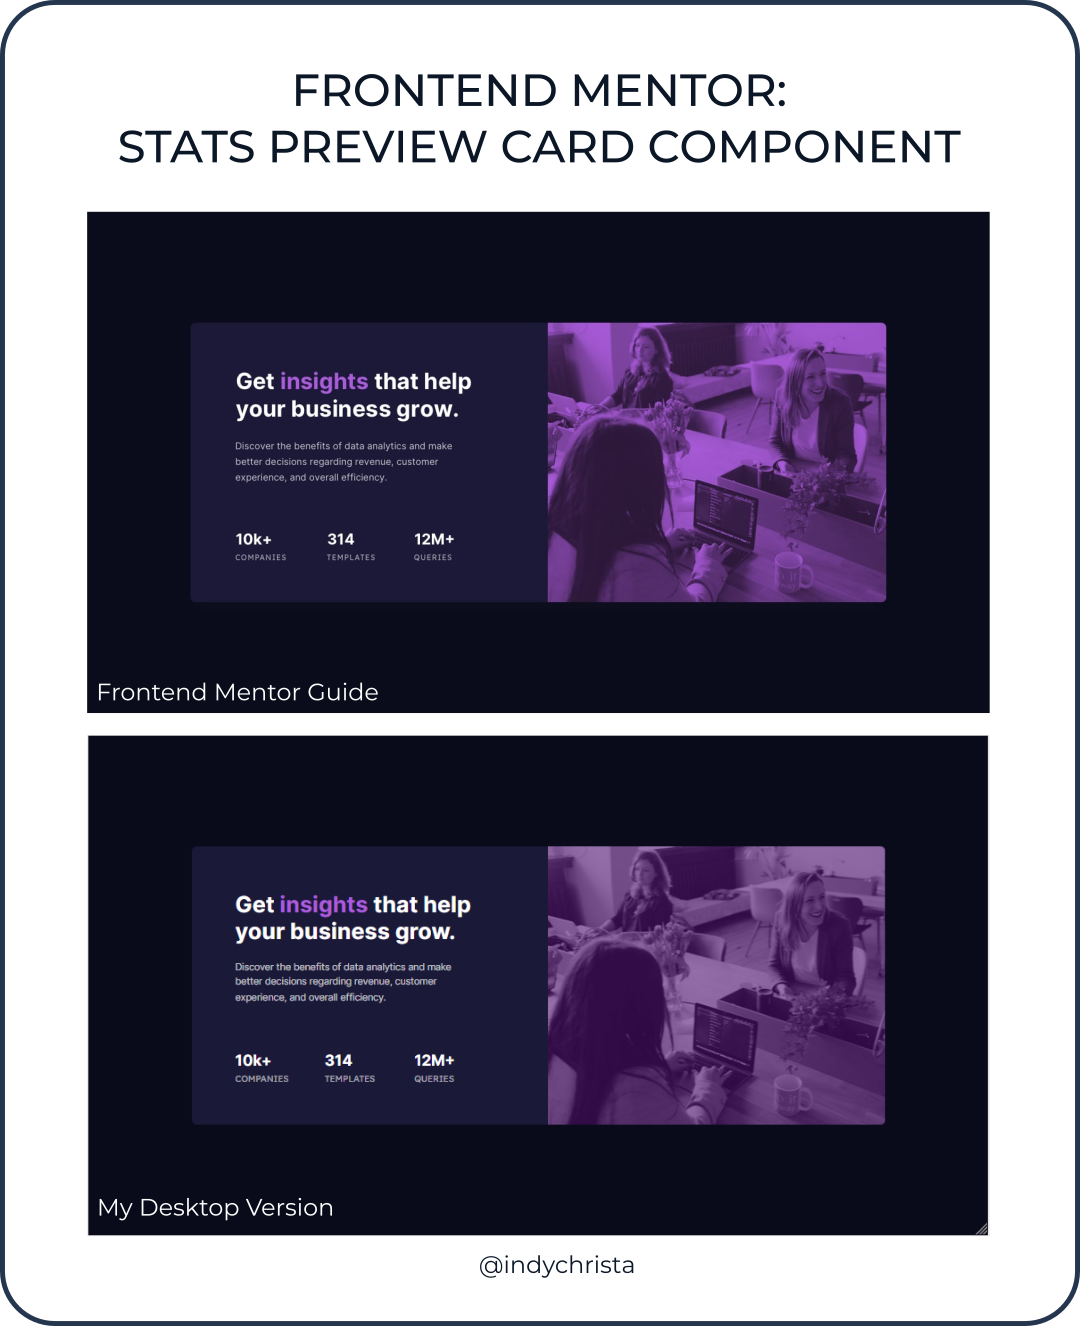 FRONTEND MENTOR:
STATS PREVIEW CARD COMPONENT
Get insights that help
your business grow.
Discover the benefits of data analytics and make
better decisions regarding revenue, customer
experience, and overall efficiency.
10k+ 314 12M+
COMPANIES TEMPLATES QUERIES
Frontend Mentor Guide
Get insights that help
your business grow.
Discover the benefits of data analytics and make
better decisions regarding revenue, customer
experience, and overall efficiency.
10k+ 314 12M+
COMPANIES TEMPLATES QUERIES
My Desktop Version
@indychrista